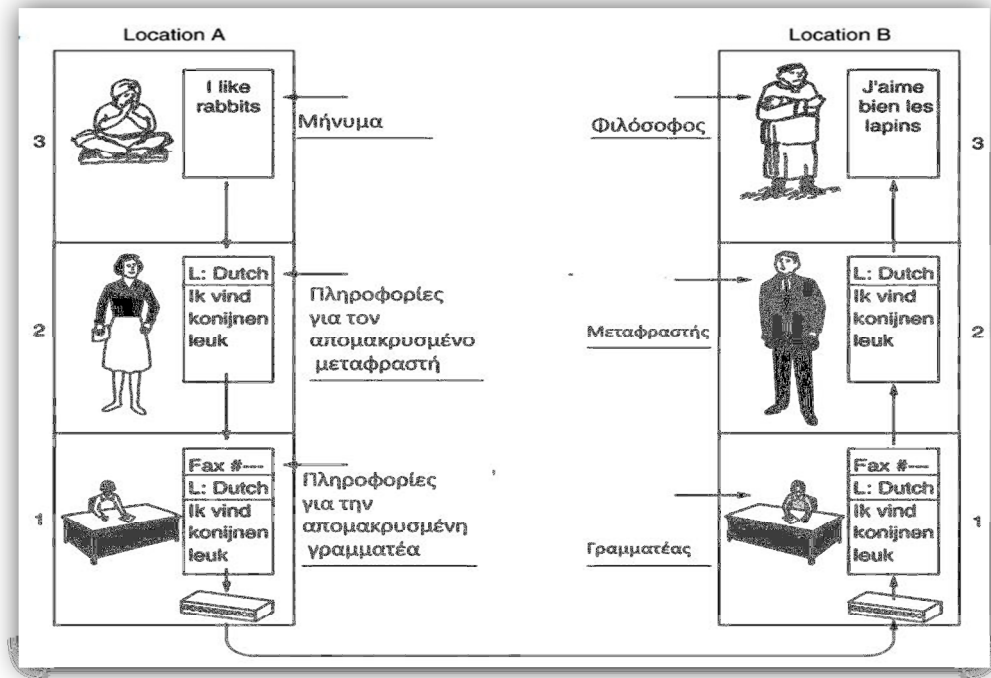 Location A
3
I like
rabbits
Μήνυμα
2
L: Dutch
Ik vind
konijnen
leuk
Πληροφορίες
για τον
απομακρυσμένο
μεταφραστή
1
Fax #---
L: Dutch
Ik vind
konijnen
leuk
Πληροφορίες
για την
απομακρυσμένη
γραμματέα
Location B
Φιλόσοφος
J'aime
bien les
lapins
3
Μεταφραστής
L: Dutch
Ik vind
konijnen
leuk
2
Γραμματέας
Fax #---
L: Dutch
Ik vind
konijnen
leuk
1